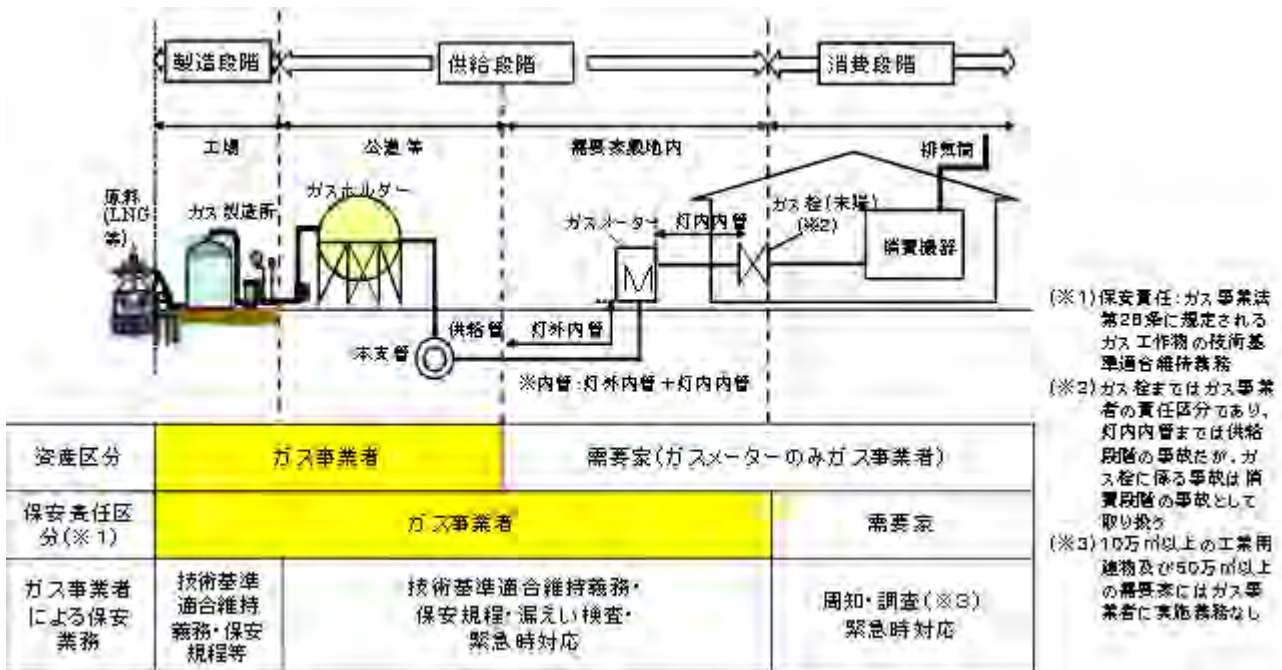 製造段階
供給段階
消費段階
工場
公道等
需要家敷地内
排気筒
原料
(LNG
等)
ガス製造所
ガスホルダー
ガスメーター
灯内内管
ガス栓(末端)
(※2)
消費機器
供給管
灯外内管
本支管
※内管:灯外内管+灯内内管
資産区分
ガス事業者
需要家(ガスメーターのみガス事業者)
保安責任区
分(※1)
ガス事業者
需要家
ガス事業者
による保安
業務
技術基準
適合維持
義務・保安
規程等
技術基準適合維持義務・
保安規程・漏えい検査・
緊急時対応
周知・調査(※3)
緊急時対応
(※1)保安責任:ガス事業法
第28条に規定される
ガス工作物の技術基
準適合維持義務
(※2)ガス栓まではガス事業
者の責任区分であり、
灯内内管までは供給
段階の事故だが、ガ
ス栓に係る事故は消
費段階の事故として
取り扱う
(※3)10万㎥以上の工業用
建物及び50万㎥以上
の需要家にはガス事
業者に実施義務なし